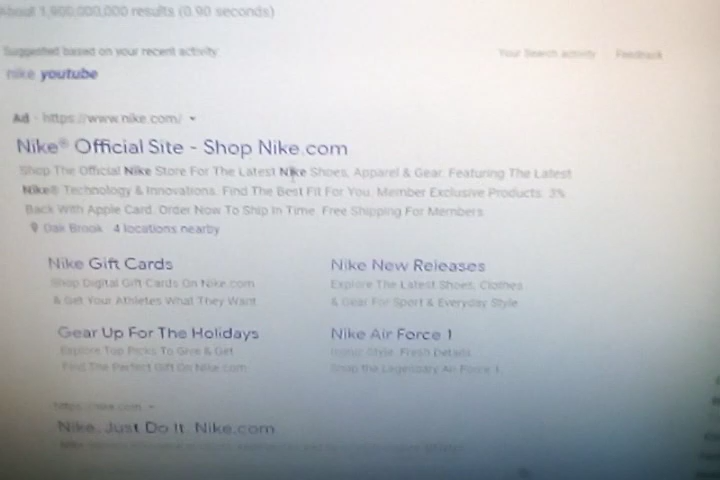 About 1,900,000,000 results (0.90 seconds)
Suggested based on your recent activity
Your Search activity Feedback
nike youtube
Ad · https://www.nike.com/
Nike® Official Site - Shop Nike.com
Shop The Official Nike Store For The Latest Nike Shoes, Apparel & Gear. Featuring The Latest
Nike® Technology & Innovations. Find The Best Fit For You. Member Exclusive Products. 3%
Back With Apple Card. Order Now To Ship In Time. Free Shipping For Members.
Oak Brook · 4 locations nearby
Nike Gift Cards
Shop Digital Gift Cards On Nike.com
& Get Your Athletes What They Want
Nike New Releases
Explore The Latest Shoes, Clothes
& Gear For Sport & Everyday Style
Gear Up For The Holidays
Explore Top Picks To Give & Get
Find The Perfect Gift On Nike.com
Nike Air Force 1
Iconic Style. Fresh Details.
Shop the Legendary Air Force 1.
https://nike.com
Nike. Just Do It. Nike.com